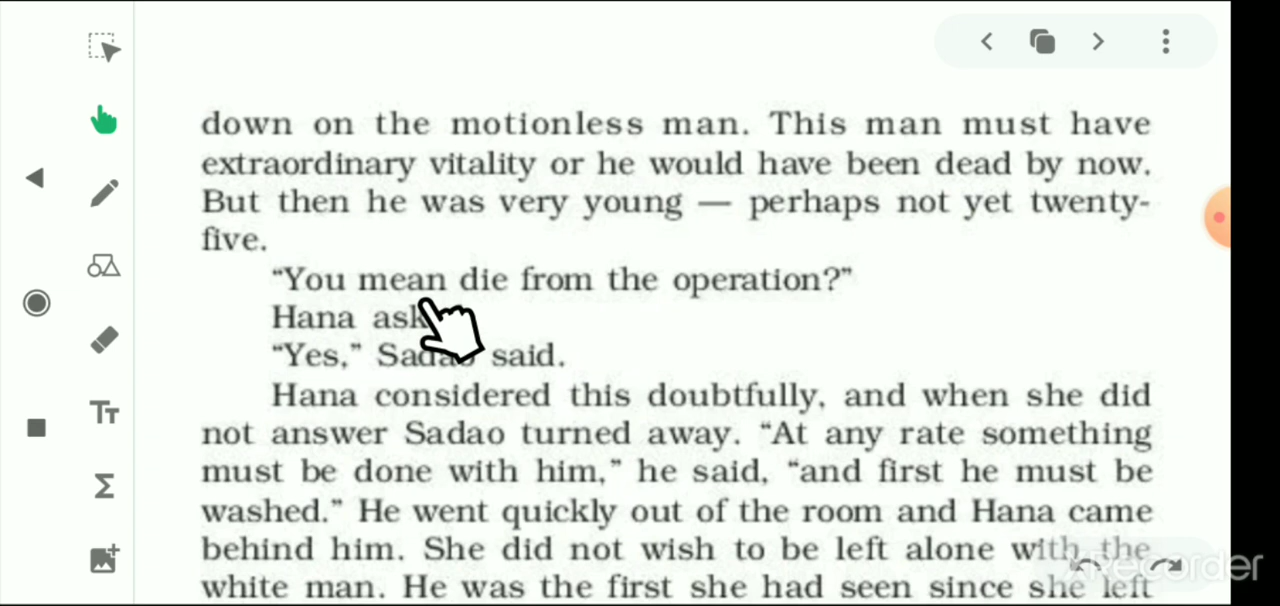 down on the motionless man. This man must have
extraordinary vitality or he would have been dead by now.
But then he was very young — perhaps not yet twenty-
five.
“You mean die from the operation?”
Hana ask
“Yes,” Sadao said.
Hana considered this doubtfully, and when she did
not answer Sadao turned away. “At any rate something
must be done with him,” he said, “and first he must be
washed.” He went quickly out of the room and Hana came
behind him. She did not wish to be left alone with the
white man. He was the first she had seen since she left
XRecorder
Tт
Σ